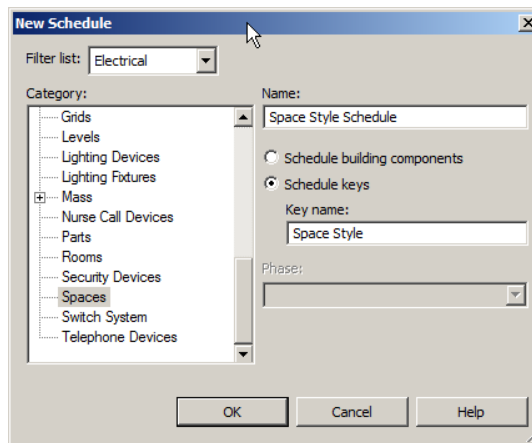 New Schedule
Filter list: Electrical
Category:
Grids
Levels
Lighting Devices
Lighting Fixtures
Mass
Nurse Call Devices
Parts
Rooms
Security Devices
Spaces
Switch System
Telephone Devices
Name:
Space Style Schedule
Schedule building components
Schedule keys
Key name:
Space Style
Phase:
OK Cancel Help